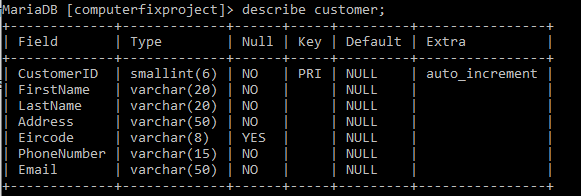 MariaDB [computerfixproject]> describe customer;
+-------------+-------------+------+-----+---------+----------------+
| Field       | Type        | Null | Key | Default | Extra          |
+-------------+-------------+------+-----+---------+----------------+
| CustomerID  | smallint(6) | NO   | PRI | NULL    | auto_increment |
| FirstName   | varchar(20) | NO   |     | NULL    |                |
| LastName    | varchar(20) | NO   |     | NULL    |                |
| Address     | varchar(50) | NO   |     | NULL    |                |
| Eircode     | varchar(8)  | YES  |     | NULL    |                |
| PhoneNumber | varchar(15) | NO   |     | NULL    |                |
| Email       | varchar(50) | NO   |     | NULL    |                |
+-------------+-------------+------+-----+---------+----------------+